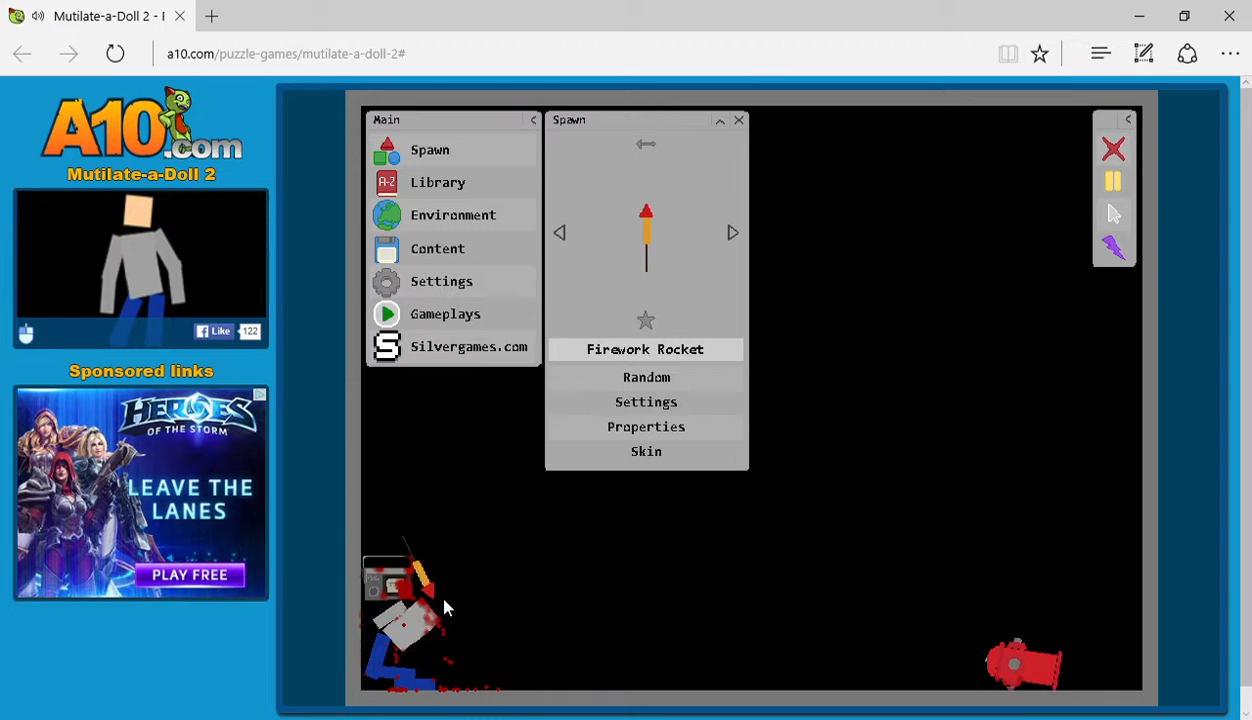 Mutilate-a-Doll 2 - F
a10.com/puzzle-games/mutilate-a-doll-2#
A10.com
Mutilate-a-Doll 2
Like 122
Sponsored links
HEROES
OF THE STORM
LEAVE THE
LANES
PLAY FREE
Main
Spawn
A-Z Library
Environment
Content
Settings
Gameplays
S Silvergames.com
Spawn
Firework Rocket
Random
Settings
Properties
Skin